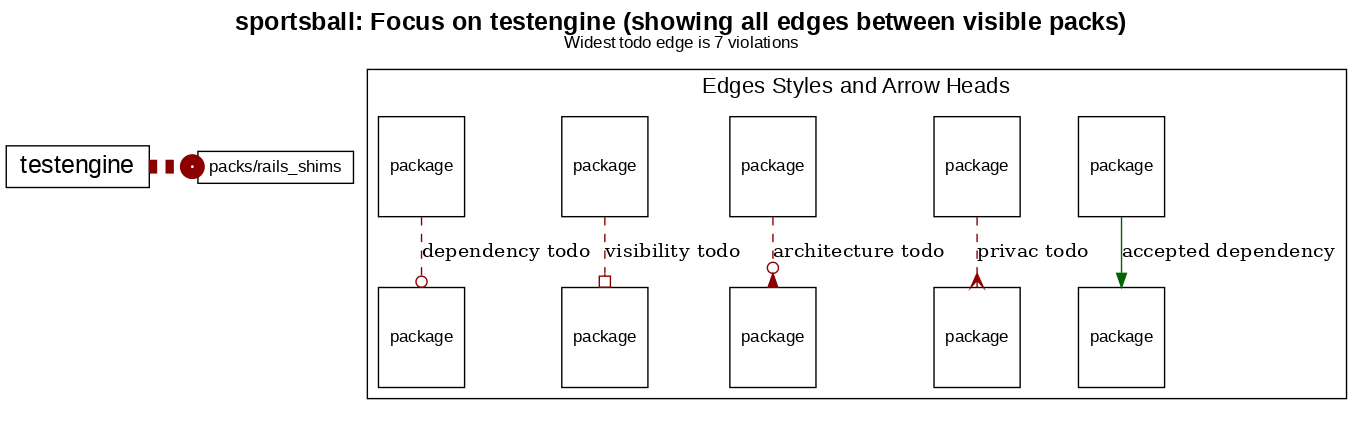 sportsball: Focus on testengine (showing all edges between visible packs)
Widest todo edge is 7 violations
Edges Styles and Arrow Heads
testengine
packs/rails_shims
package
package
package
package
package
dependency todo
visibility todo
architecture todo
privac todo
accepted dependency
package
package
package
package
package